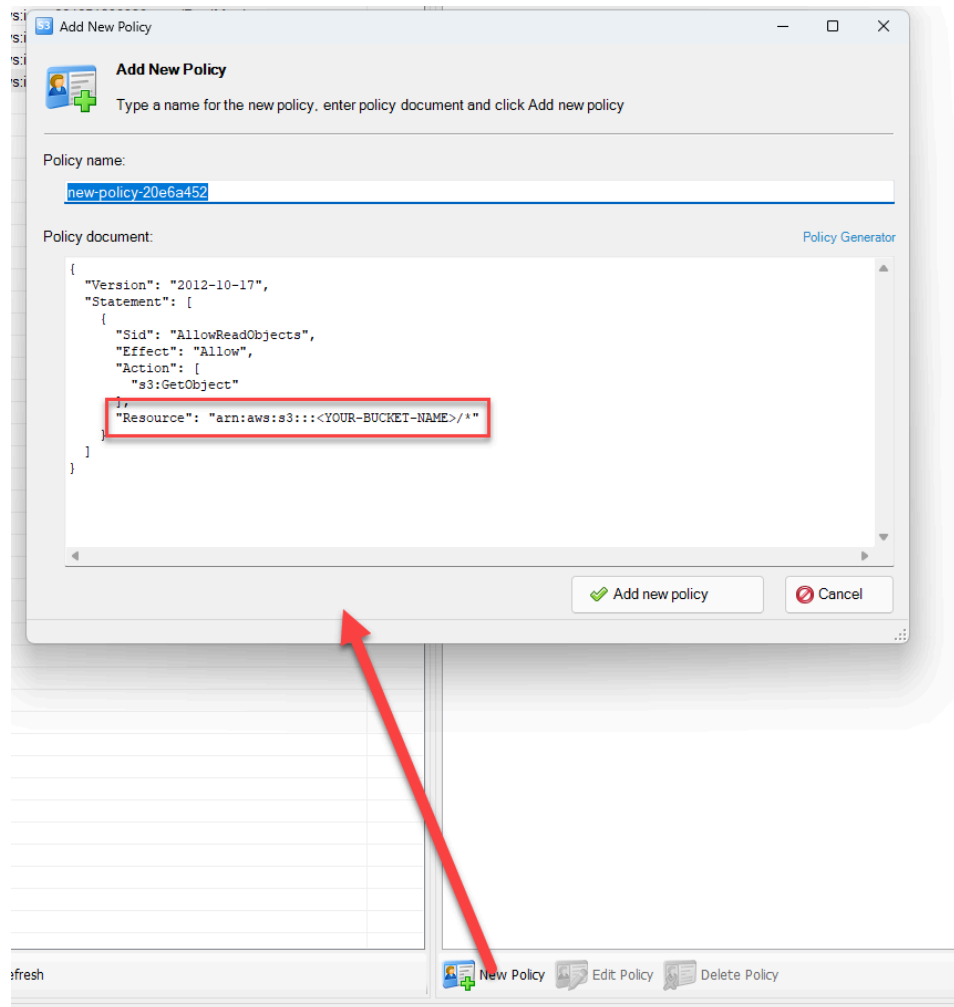 S3 Add New Policy
Add New Policy
Type a name for the new policy, enter policy document and click Add new policy
Policy name:
new-policy-20e6a452
Policy document:
Policy Generator
{
"Version": "2012-10-17",
"Statement": [
{
"Sid": "AllowReadObjects",
"Effect": "Allow",
"Action": [
"s3:GetObject"
],
"Resource": "arn:aws:s3:::<YOUR-BUCKET-NAME>/*"
}
]
}
Add new policy
Cancel
efresh
New Policy
Edit Policy
Delete Policy